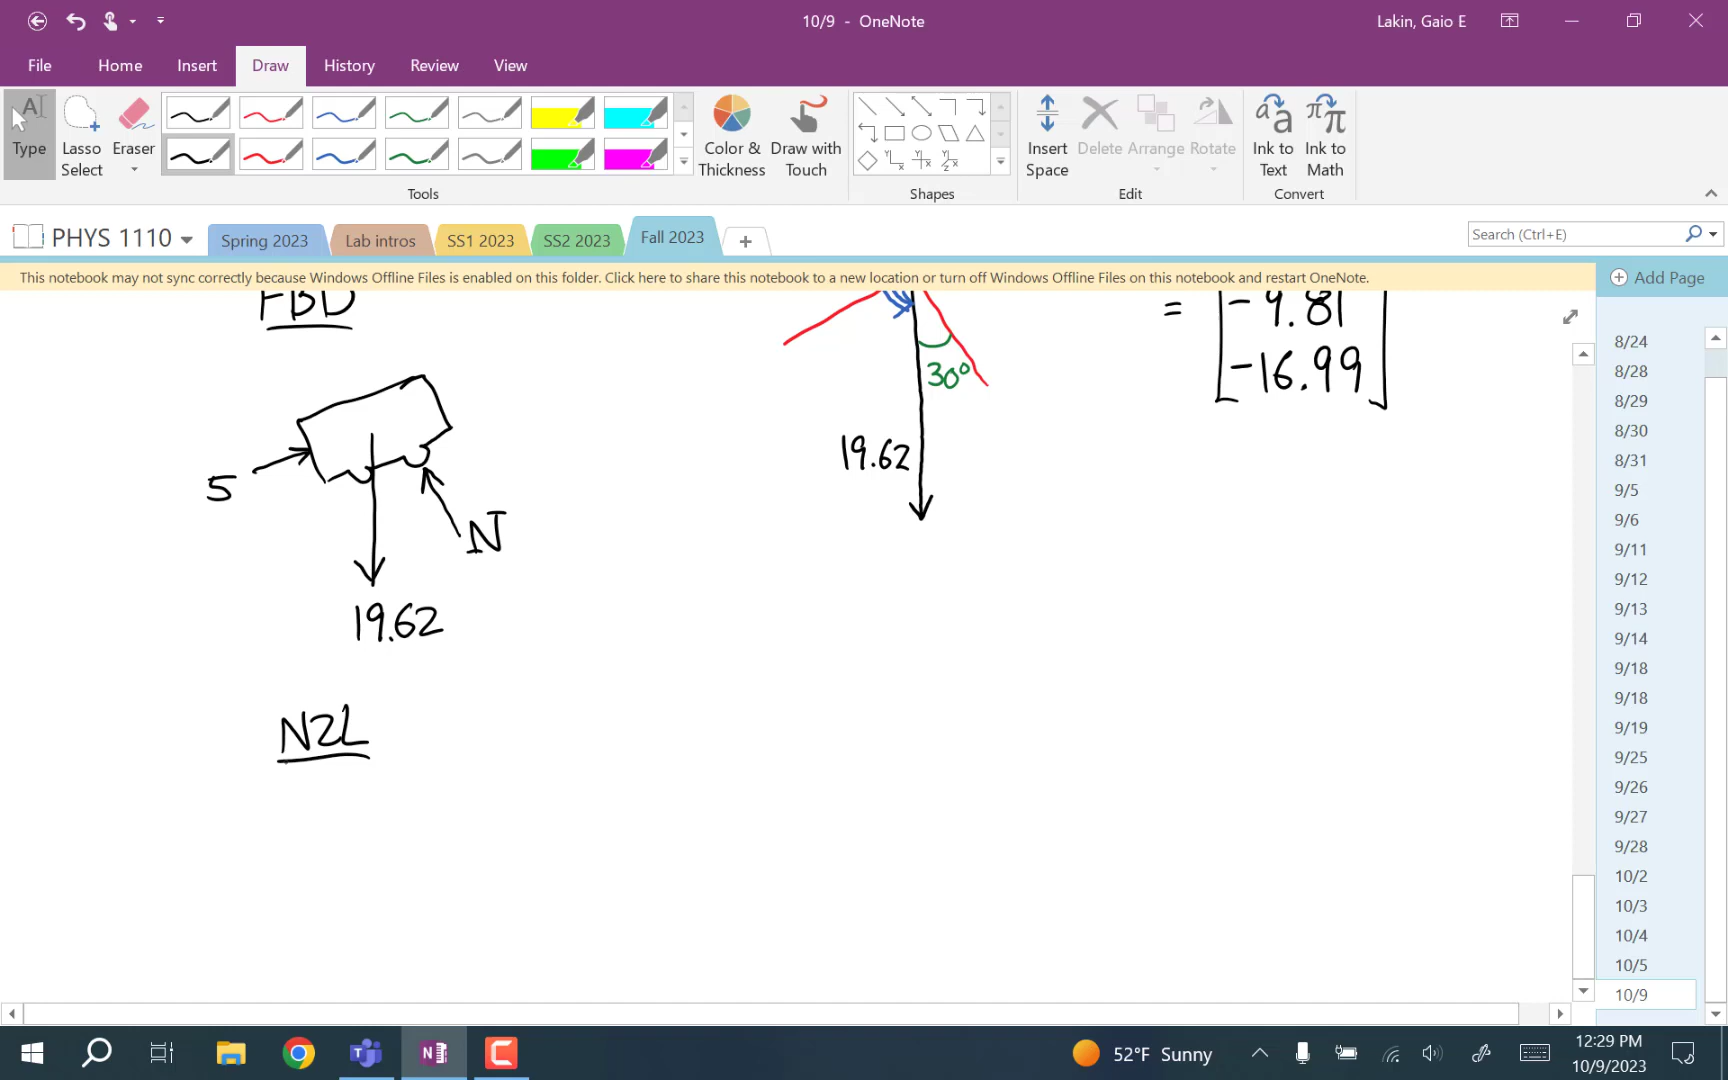 10/9 - OneNote
Lakin, Gaio E
File Home Insert Draw History Review View
Type
Lasso Select
Eraser
Color & Thickness
Draw with Touch
Insert Space
Delete
Arrange
Rotate
Ink to Text
Ink to Math
Tools
Shapes
Edit
Convert
PHYS 1110
Spring 2023
Lab intros
SS1 2023
SS2 2023
Fall 2023
Search (Ctrl+E)
This notebook may not sync correctly because Windows Offline Files is enabled on this folder. Click here to share this notebook to a new location or turn off Windows Offline Files on this notebook and restart OneNote.
Add Page
FBD
= -9.81
-16.99
30°
19.62
5
N
19.62
N2L
8/24
8/28
8/29
8/30
8/31
9/5
9/6
9/11
9/12
9/13
9/14
9/18
9/18
9/19
9/25
9/26
9/27
9/28
10/2
10/3
10/4
10/5
10/9
52°F Sunny
12:29 PM
10/9/2023